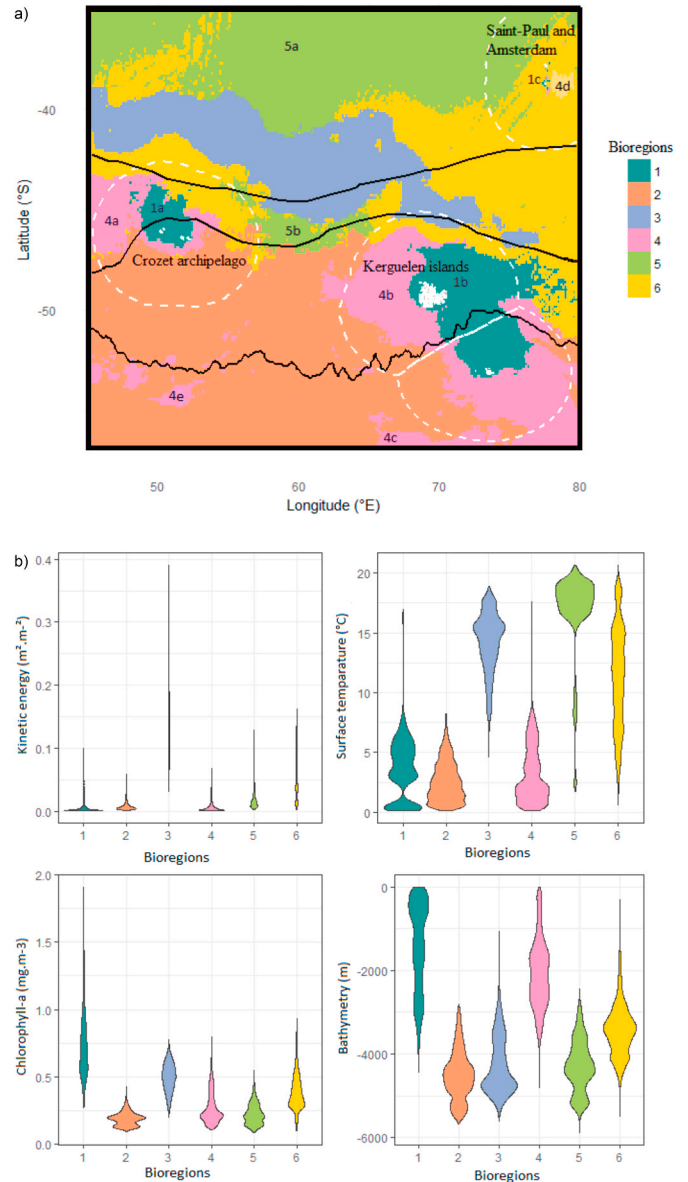 a)
Saint-Paul and
Amsterdam
5a
1c
4d
-40
Latitude (°S)
4a
1a
5b
Crozet archipelago
Kerguelen islands
4b
1b
-50
4e
4c
50
60
70
80
Longitude (°E)
Bioregions
1
2
3
4
5
6
b)
Kinetic energy (m².m-²)
0.4
0.3
0.2
0.1
0.0
1
2
3
4
5
6
Bioregions
Surface temparature (°C)
20
15
10
5
0
1
2
3
4
5
6
Bioregions
Chlorophyll-a (mg.m-3)
2.0
1.5
1.0
0.5
0.0
1
2
3
4
5
6
Bioregions
Bathymetry (m)
0
-2000
-4000
-6000
1
2
3
4
5
6
Bioregions